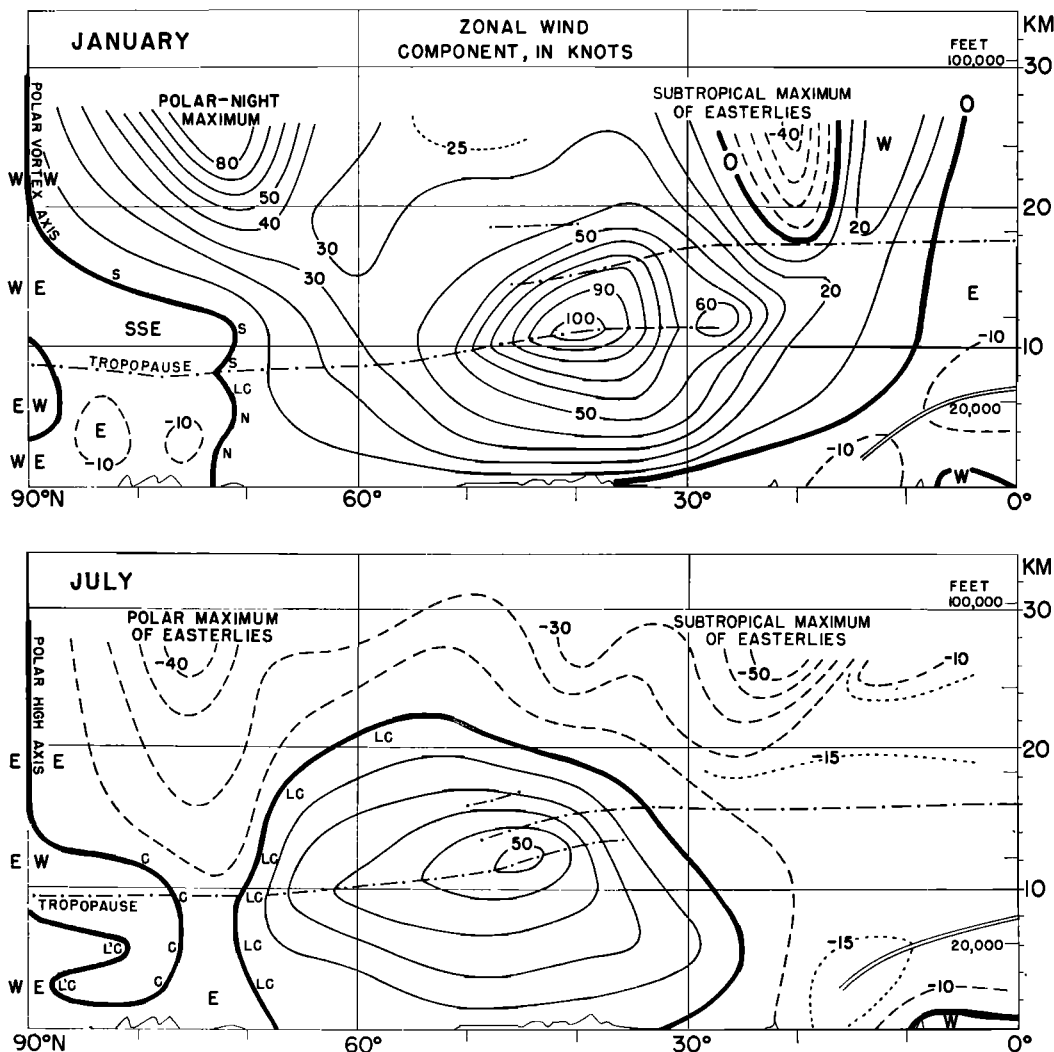 JANUARY
ZONAL WIND
COMPONENT, IN KNOTS
KM
FEET
100,000
30
POLAR VORTEX AXIS
POLAR-NIGHT
MAXIMUM
SUBTROPICAL MAXIMUM
OF EASTERLIES
-40
0
0
25
W
80
W W
50
40
20
30
50
20
30
S
90
60
20
W E
E
SSE
S
100
-10
10
TROPOPAUSE
S
LC
E W
-10
N
50
20,000
E
-10
-10
N
W E
W
90°N
60°
30°
0°
JULY
KM
FEET
100,000
30
POLAR HIGH AXIS
POLAR MAXIMUM
OF EASTERLIES
-30
SUBTROPICAL MAXIMUM
OF EASTERLIES
-40
-50
-10
LC
E E
20
-15
LC
50
E W
C
LC
C
LC
10
TROPOPAUSE
L'C
C
LC
-15
20,000
W E
L'C
C
LC
E
-10
W
90°N
60°
30°
0°